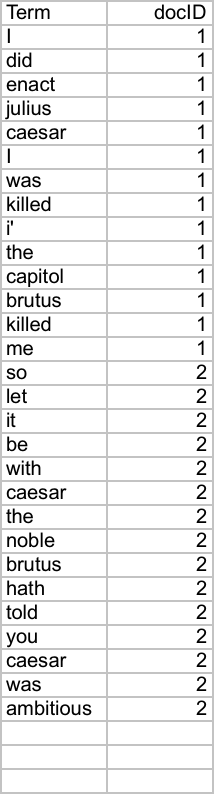 Term docID
I 1
did 1
enact 1
julius 1
caesar 1
I 1
was 1
killed 1
i' 1
the 1
capitol 1
brutus 1
killed 1
me 1
so 2
let 2
it 2
be 2
with 2
caesar 2
the 2
noble 2
brutus 2
hath 2
told 2
you 2
caesar 2
was 2
ambitious 2